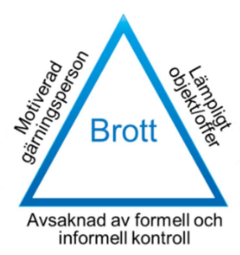 Motiverad
gärningsperson
Lämpligt
objekt/offer
Brott
Avsaknad av formell och
informell kontroll